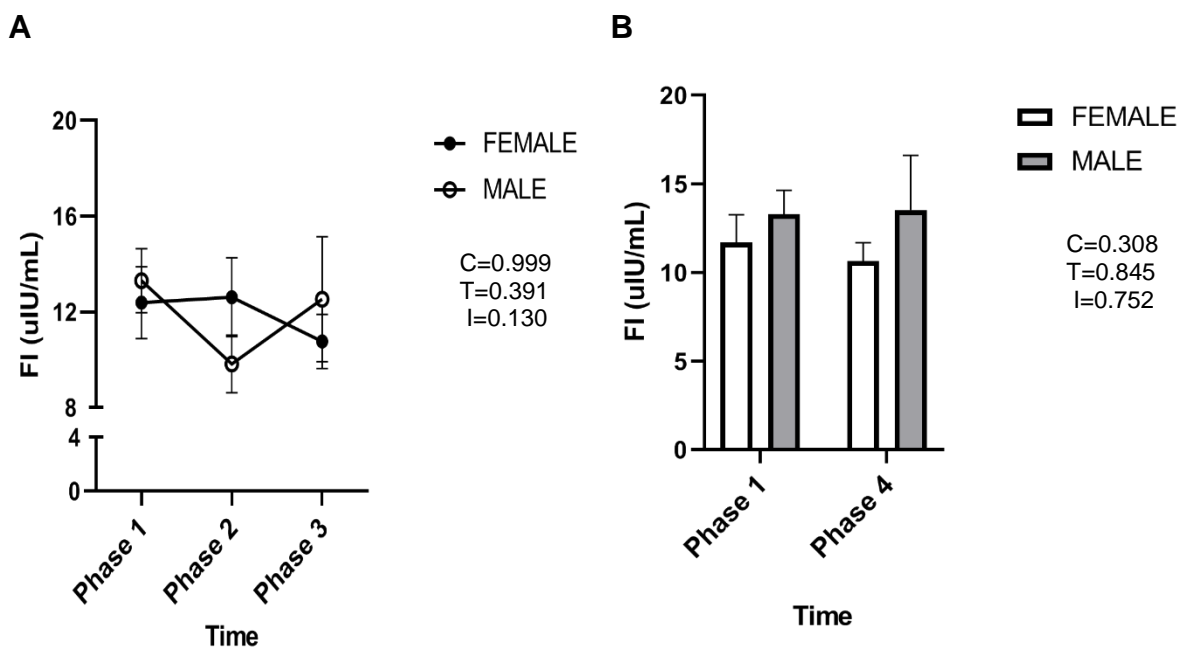 A
FI (uIU/mL)
20
16
12
8
4
0
Phase 1
Phase 2
Phase 3
Time
FEMALE
MALE
C=0.999
T=0.391
I=0.130
B
FI (uIU/mL)
20
15
10
5
0
Phase 1
Phase 4
Time
FEMALE
MALE
C=0.308
T=0.845
I=0.752